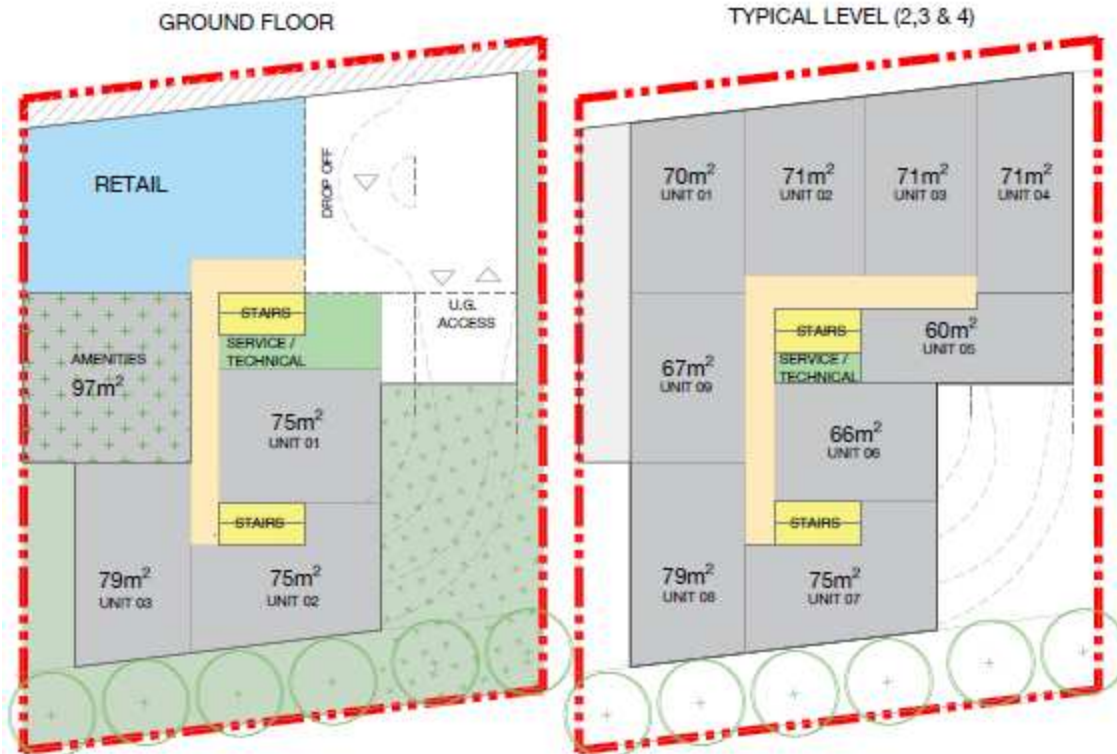 GROUND FLOOR
RETAIL
DROP OFF
U.G.
ACCESS
STAIRS
SERVICE /
TECHNICAL
AMENITIES
97m²
75m²
UNIT 01
STAIRS
79m²
UNIT 03
75m²
UNIT 02
TYPICAL LEVEL (2,3 & 4)
70m²
UNIT 01
71m²
UNIT 02
71m²
UNIT 03
71m²
UNIT 04
STAIRS
SERVICE /
TECHNICAL
60m²
UNIT 05
67m²
UNIT 09
66m²
UNIT 06
STAIRS
79m²
UNIT 08
75m²
UNIT 07